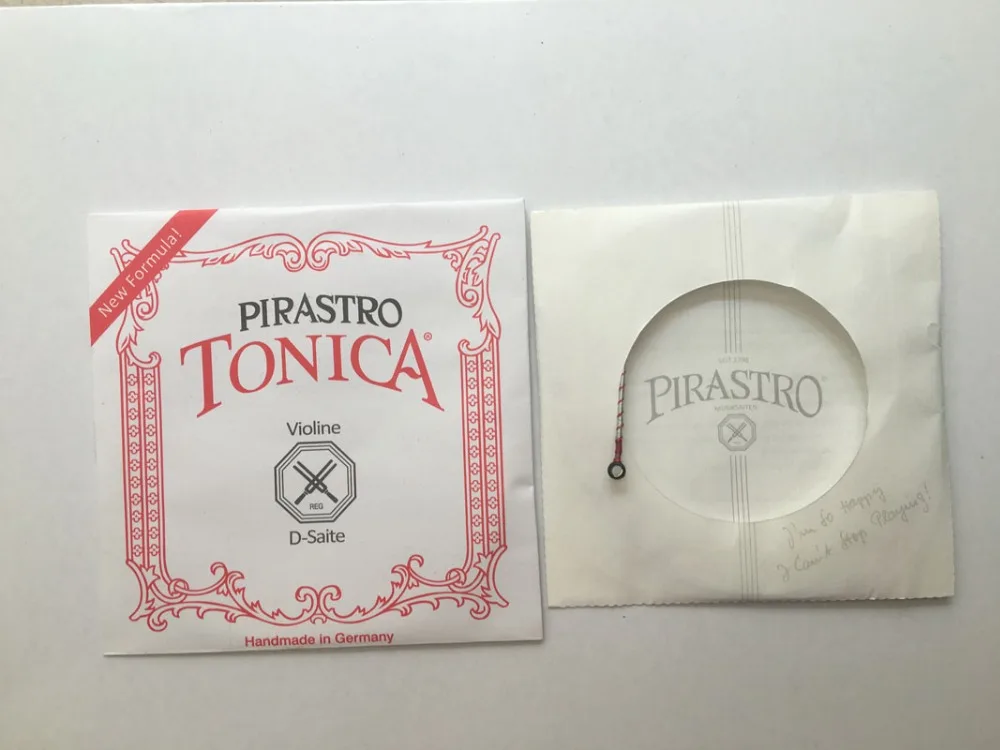 New Formula!
PIRASTRO
TONICA®
Violine
REG
D-Saite
Handmade in Germany
PIRASTRO®
I'm so Happy
I Can't Stop Playing!